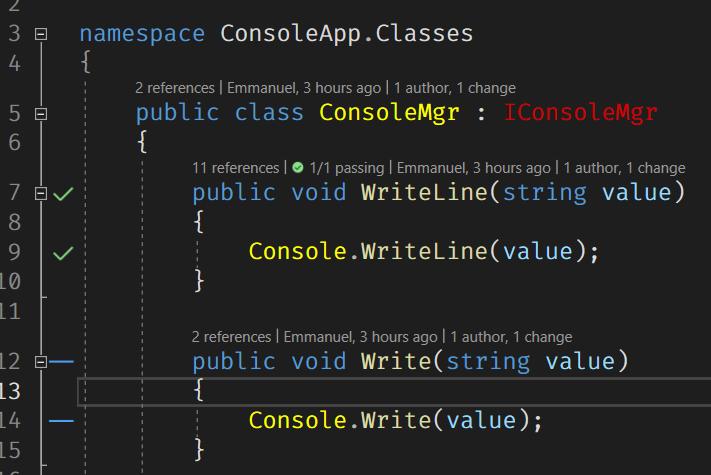 2
3 namespace ConsoleApp.Classes
4 {
2 references | Emmanuel, 3 hours ago | 1 author, 1 change
5 public class ConsoleMgr : IConsoleMgr
6 {
11 references | 1/1 passing | Emmanuel, 3 hours ago | 1 author, 1 change
7 public void WriteLine(string value)
8 {
9 Console.WriteLine(value);
10 }
11
2 references | Emmanuel, 3 hours ago | 1 author, 1 change
12 public void Write(string value)
13 {
14 Console.Write(value);
15 }
16